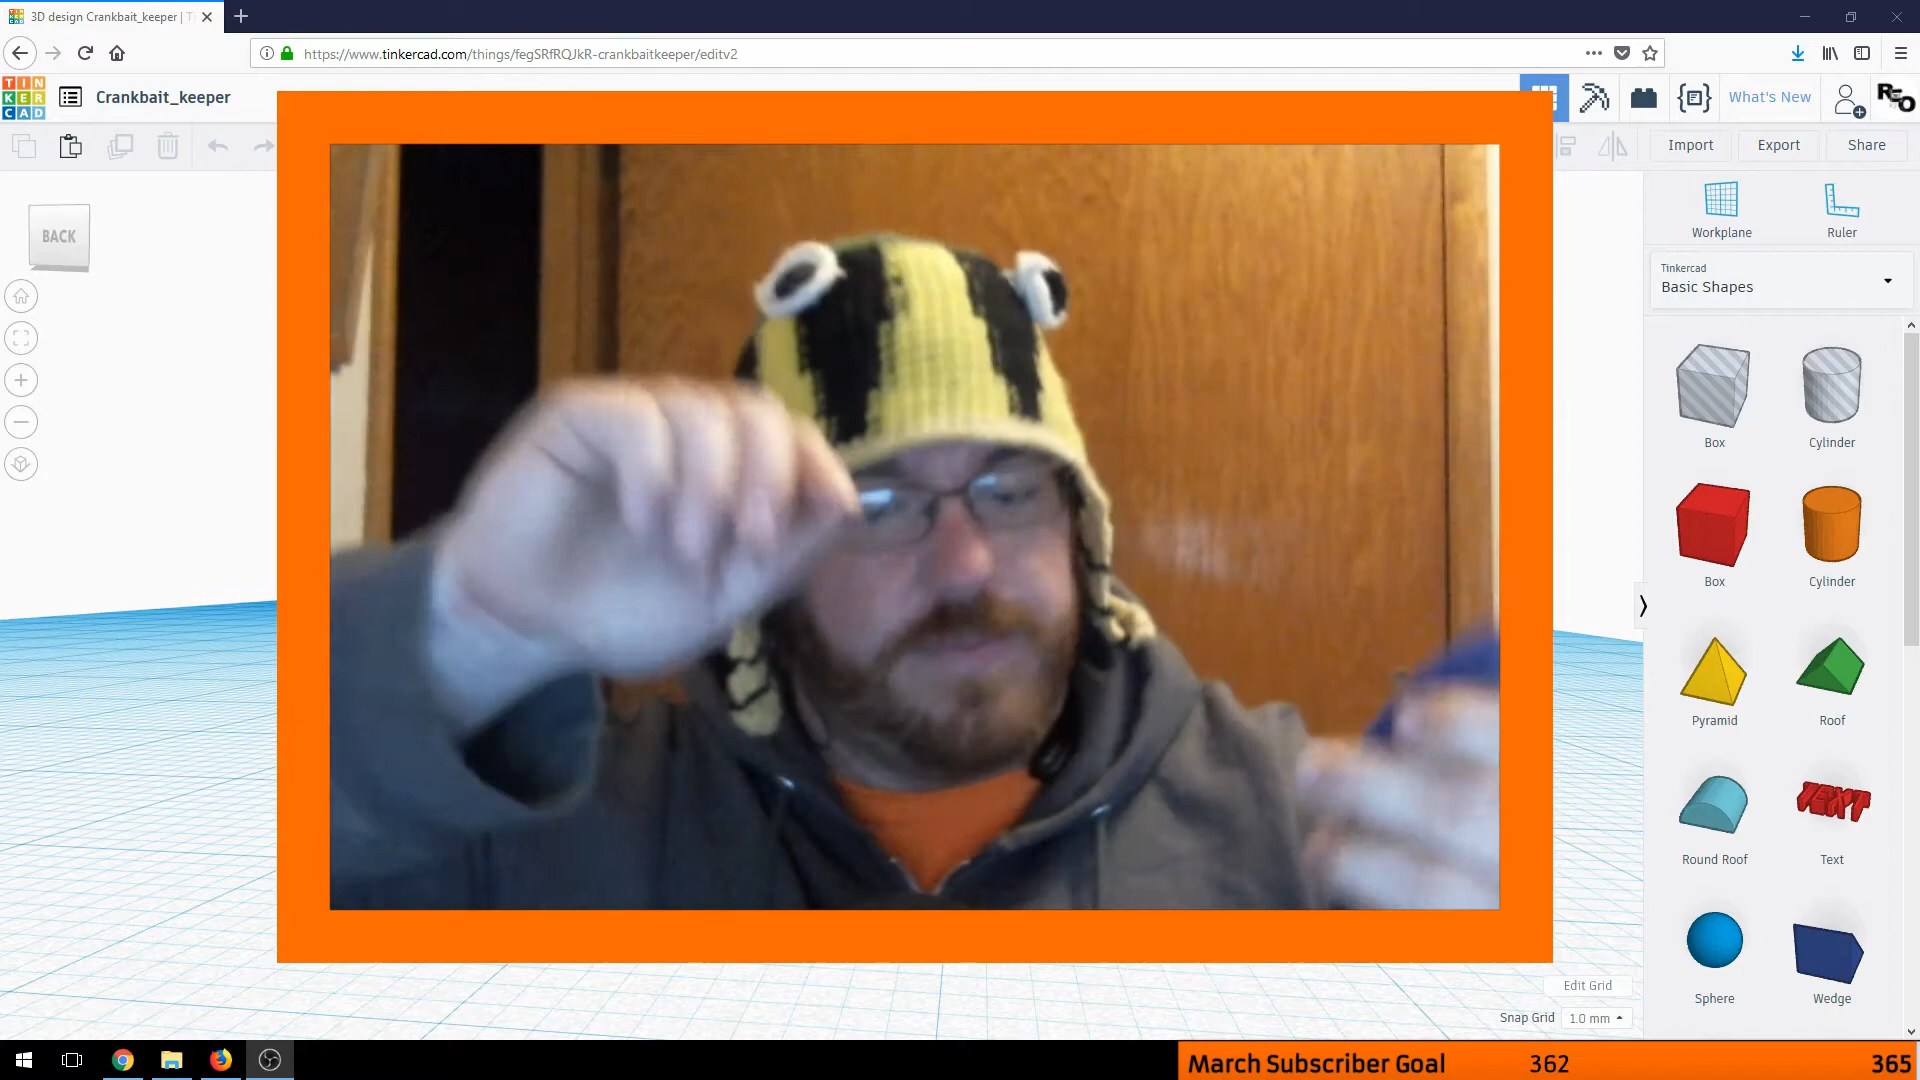 3D design Crankbait_keeper | T
https://www.tinkercad.com/things/fegSRfRQJkR-crankbaitkeeper/editv2
TIN
KER
CAD
Crankbait_keeper
What's New
Import
Export
Share
BACK
Workplane
Ruler
Tinkercad
Basic Shapes
Box
Cylinder
Box
Cylinder
Pyramid
Roof
Round Roof
TEXT
Text
Sphere
Wedge
Edit Grid
Snap Grid
1.0 mm
March Subscriber Goal
362
365